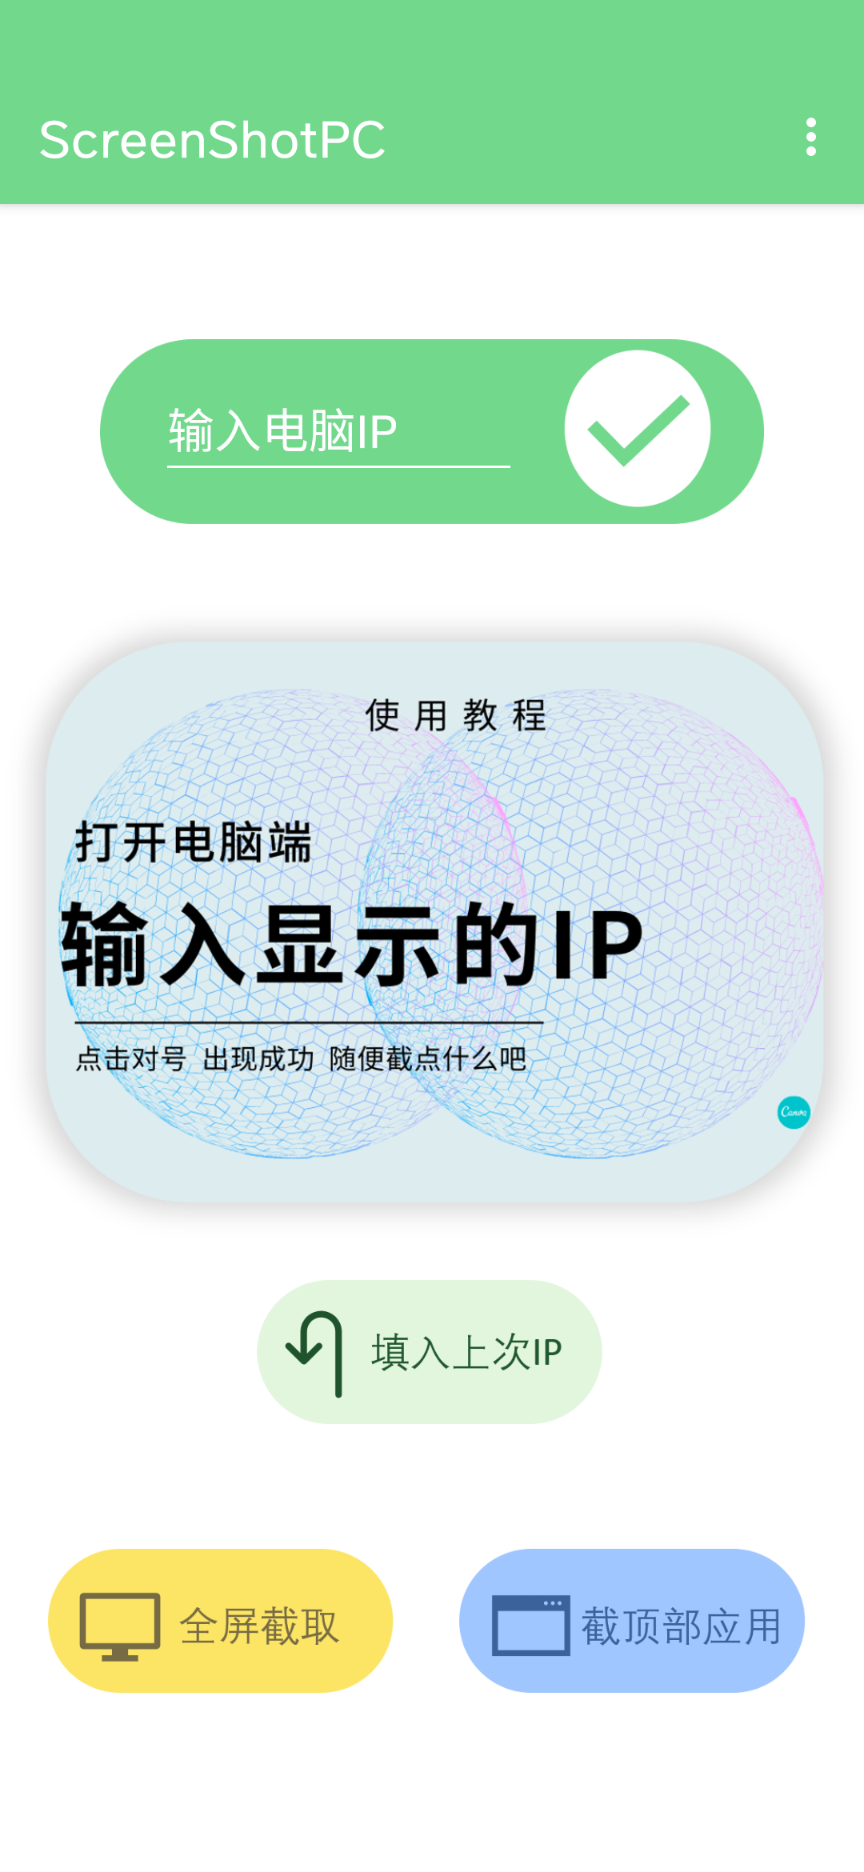 ScreenShotPC
输入电脑IP
使用教程
打开电脑端
输入显示的IP
点击对号 出现成功 随便截点什么吧
Canva
填入上次IP
全屏截取
截顶部应用